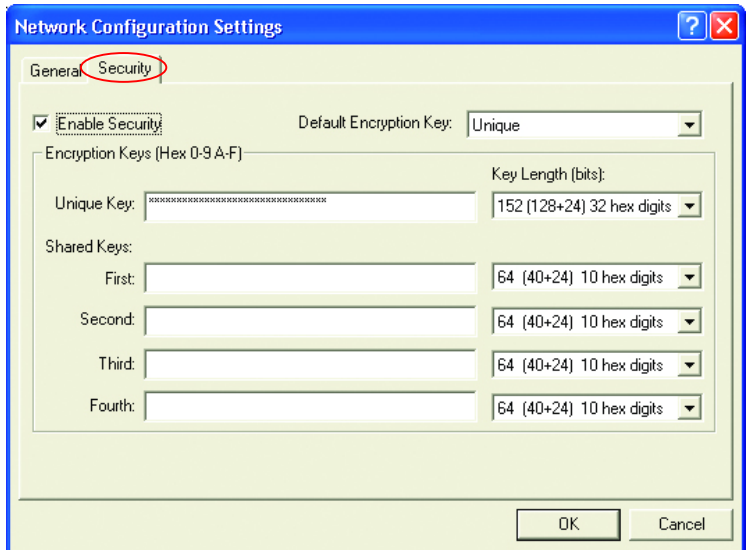 Network Configuration Settings
General Security
Enable Security Default Encryption Key: Unique
Encryption Keys (Hex 0-9 A-F)
Key Length (bits):
Unique Key: ******************************** 152 (128+24) 32 hex digits
Shared Keys:
First: 64 (40+24) 10 hex digits
Second: 64 (40+24) 10 hex digits
Third: 64 (40+24) 10 hex digits
Fourth: 64 (40+24) 10 hex digits
OK Cancel